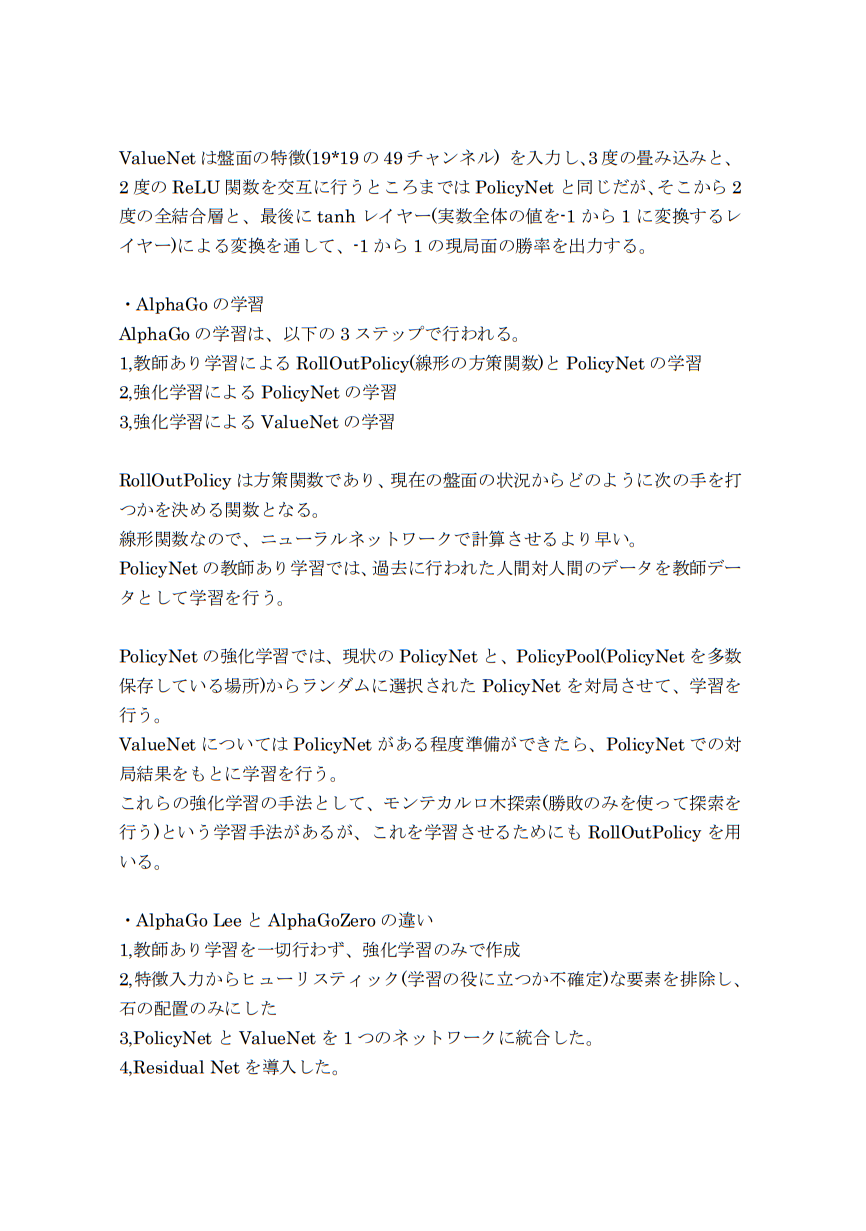 ValueNet は盤面の特徴(19*19 の 49 チャンネル) を入力し、3 度の畳み込みと、
2 度の ReLU 関数を交互に行うところまでは PolicyNet と同じだが、そこから 2
度の全結合層と、最後に tanh レイヤー(実数全体の値を-1 から 1 に変換するレ
イヤー)による変換を通して、-1 から 1 の現局面の勝率を出力する。
・AlphaGo の学習
AlphaGo の学習は、以下の 3 ステップで行われる。
1,教師あり学習による RollOutPolicy(線形の方策関数)と PolicyNet の学習
2,強化学習による PolicyNet の学習
3,強化学習による ValueNet の学習
RollOutPolicy は方策関数であり、現在の盤面の状況からどのように次の手を打
つかを決める関数となる。
線形関数なので、ニューラルネットワークで計算させるより早い。
PolicyNet の教師あり学習では、過去に行われた人間対人間のデータを教師デー
タとして学習を行う。
PolicyNet の強化学習では、現状の PolicyNet と、PolicyPool(PolicyNet を多数
保存している場所)からランダムに選択された PolicyNet を対局させて、学習を
行う。
ValueNet については PolicyNet がある程度準備ができたら、PolicyNet での対
局結果をもとに学習を行う。
これらの強化学習の手法として、モンテカルロ木探索(勝敗のみを使って探索を
行う)という学習手法があるが、これを学習させるためにも RollOutPolicy を用
いる。
・AlphaGo Lee と AlphaGoZero の違い
1,教師あり学習を一切行わず、強化学習のみで作成
2,特徴入力からヒューリスティック(学習の役に立つか不確定)な要素を排除し、
石の配置のみにした
3,PolicyNet と ValueNet を 1 つのネットワークに統合した。
4,Residual Net を導入した。